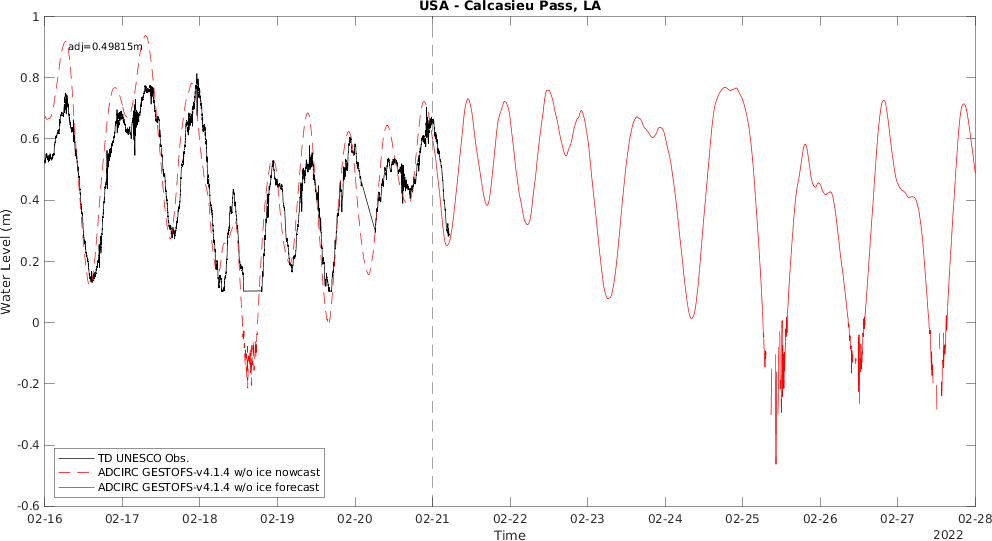 USA - Calcasieu Pass, LA
adj=0.49815m
Water Level (m)
1
0.8
0.6
0.4
0.2
0
-0.2
-0.4
-0.6
TD UNESCO Obs.
ADCIRC GESTOFS-v4.1.4 w/o ice nowcast
ADCIRC GESTOFS-v4.1.4 w/o ice forecast
02-16 02-17 02-18 02-19 02-20 02-21 02-22 02-23 02-24 02-25 02-26 02-27 02-28
Time
2022